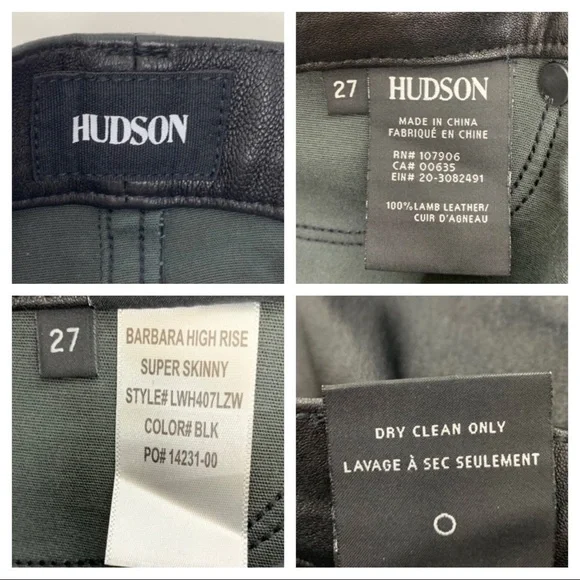 HUDSON
27
HUDSON
MADE IN CHINA
FABRIQUÉ EN CHINE
RN# 107906
CA# 00635
EIN# 20-3082491
100% LAMB LEATHER/
CUIR D'AGNEAU
27
BARBARA HIGH RISE
SUPER SKINNY
STYLE# LWH407LZW
COLOR# BLK
PO# 14231-00
DRY CLEAN ONLY
LAVAGE À SEC SEULEMENT